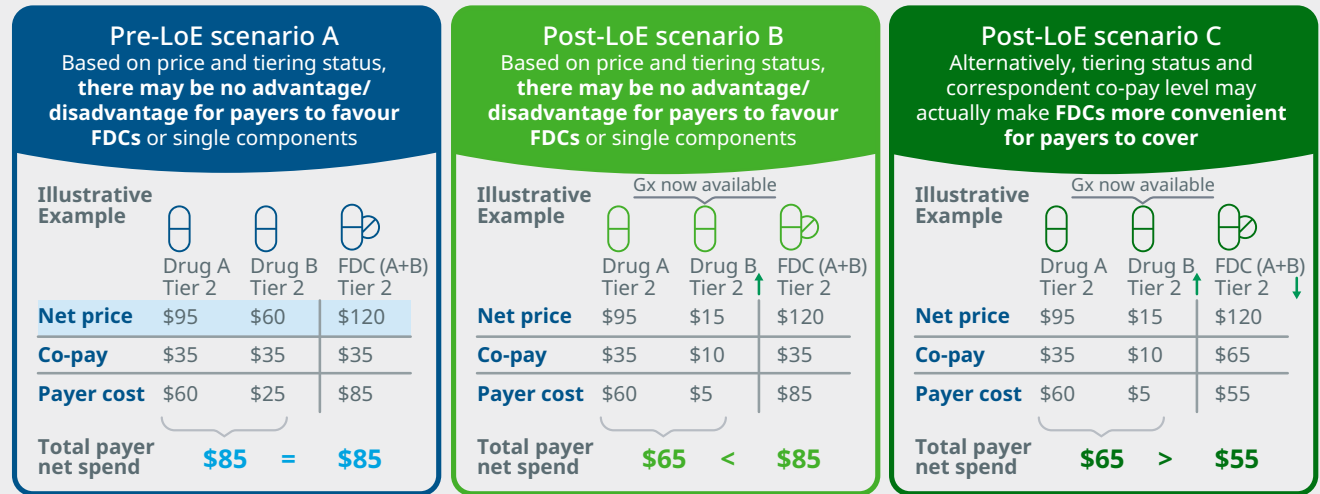 Pre-LoE scenario A
Based on price and tiering status,
there may be no advantage/
disadvantage for payers to favour
FDCs or single components
Illustrative
Example
Drug A Drug B FDC (A+B)
Tier 2 Tier 2 Tier 2
Net price $95 $60 $120
Co-pay $35 $35 $35
Payer cost $60 $25 $85
Total payer
net spend $85 = $85
Post-LoE scenario B
Based on price and tiering status,
there may be no advantage/
disadvantage for payers to favour
FDCs or single components
Gx now available
Illustrative
Example
Drug A Drug B FDC (A+B)
Tier 2 Tier 2 Tier 2
Net price $95 $15 $120
Co-pay $35 $10 $35
Payer cost $60 $5 $85
Total payer
net spend $65 < $85
Post-LoE scenario C
Alternatively, tiering status and
correspondent co-pay level may
actually make FDCs more convenient
for payers to cover
Gx now available
Illustrative
Example
Drug A Drug B FDC (A+B)
Tier 2 Tier 2 Tier 2
Net price $95 $15 $120
Co-pay $35 $10 $65
Payer cost $60 $5 $55
Total payer
net spend $65 > $55